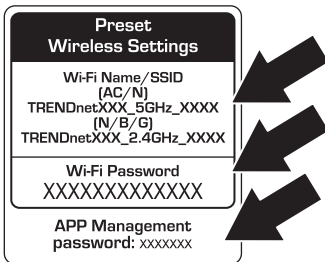 Preset
Wireless Settings
Wi-Fi Name/SSID
(AC/N)
TRENDnetXXX_5GHz_XXXX
(N/B/G)
TRENDnetXXX_2.4GHz_XXXX
Wi-Fi Password
XXXXXXXXXXXXX
APP Management
password: XXXXXXX